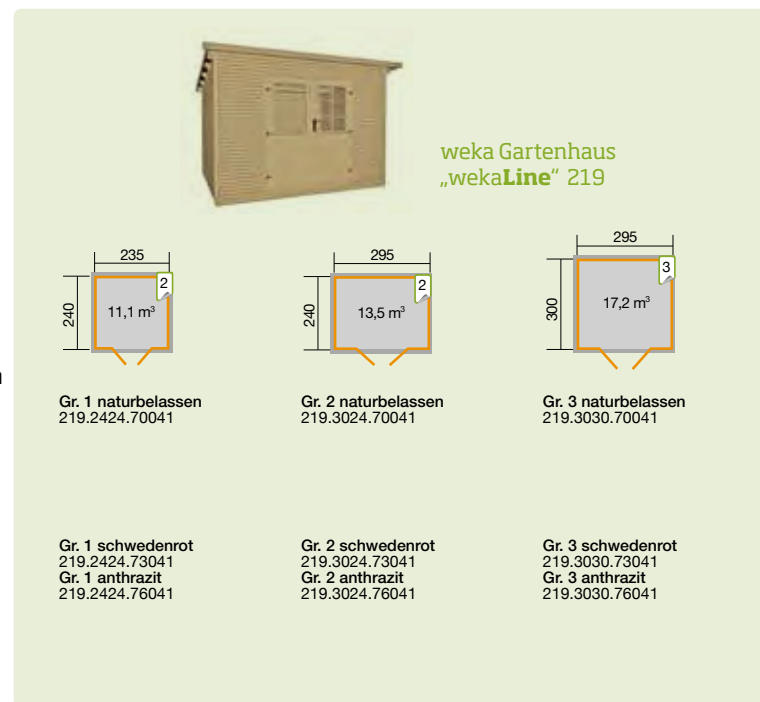 weka Gartenhaus
„wekaLine“ 219
235
295
295
2
2
3
240
11,1 m³
240
13,5 m³
300
17,2 m³
Gr. 1 naturbelassen
219.2424.70041
Gr. 2 naturbelassen
219.3024.70041
Gr. 3 naturbelassen
219.3030.70041
Gr. 1 schwedenrot
219.2424.73041
Gr. 1 anthrazit
219.2424.76041
Gr. 2 schwedenrot
219.3024.73041
Gr. 2 anthrazit
219.3024.76041
Gr. 3 schwedenrot
219.3030.73041
Gr. 3 anthrazit
219.3030.76041